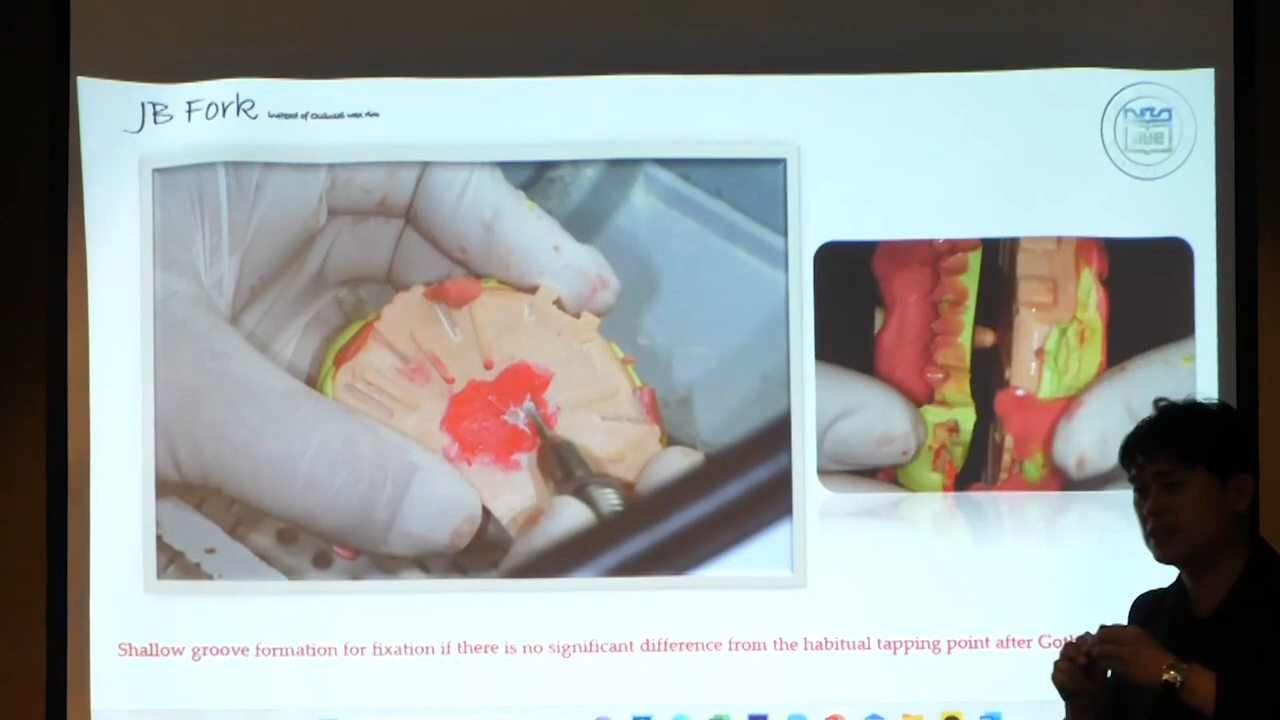 JB Fork instead of occlusal wax rim
Shallow groove formation for fixation if there is no significant difference from the habitual tapping point after